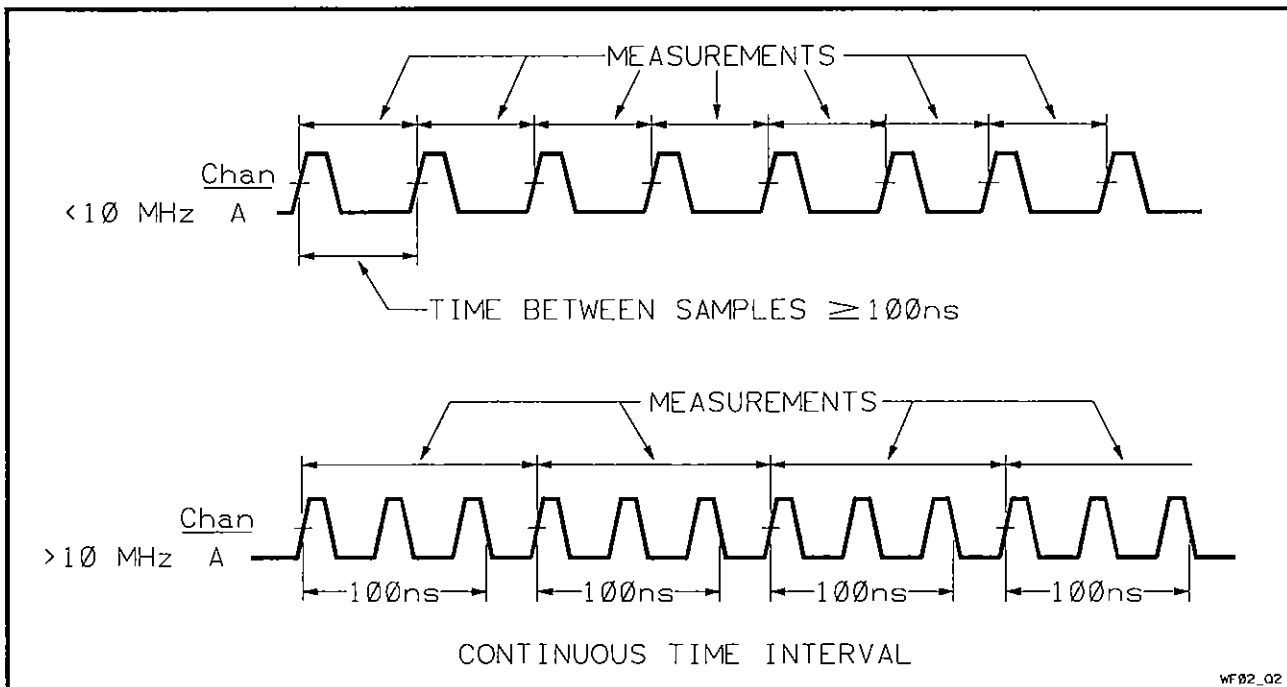 MEASUREMENTS
Chan
<10 MHz A
TIME BETWEEN SAMPLES ≥100ns
MEASUREMENTS
Chan
>10 MHz A
100ns 100ns 100ns 100ns
CONTINUOUS TIME INTERVAL
WF02_02